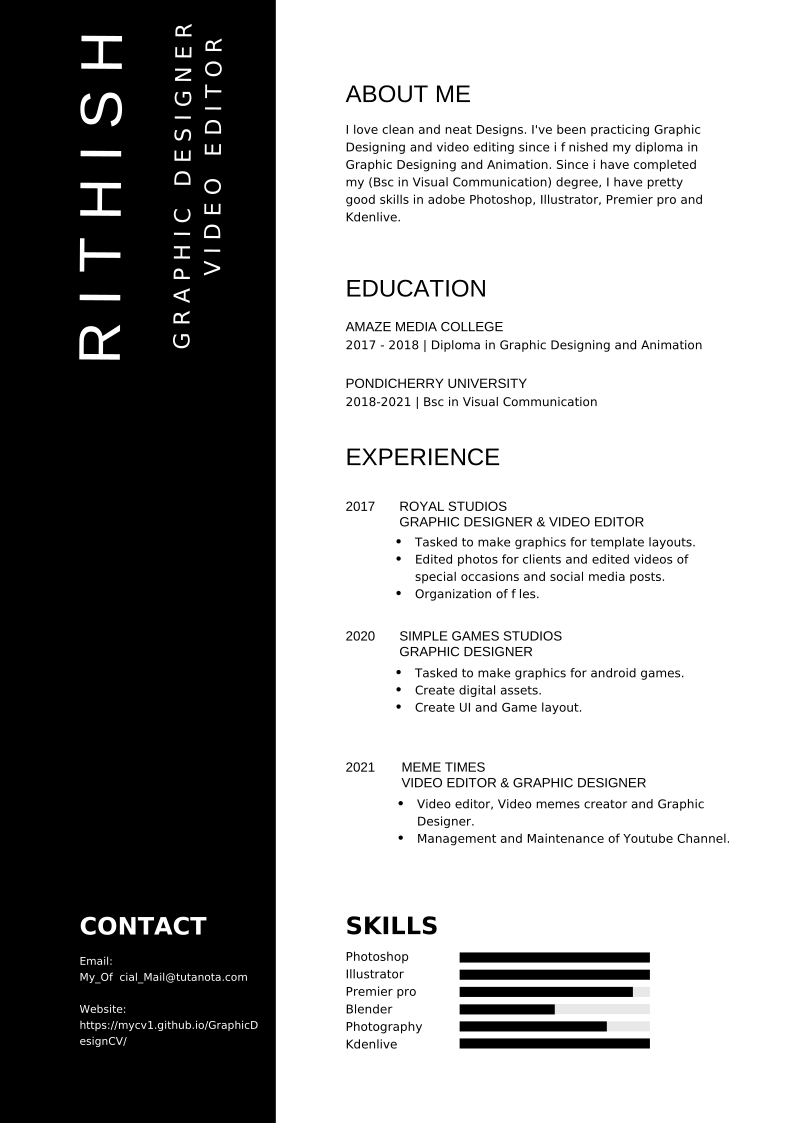 RITHISH
GRAPHIC DESIGNER
VIDEO EDITOR
ABOUT ME
I love clean and neat Designs. I've been practicing Graphic
Designing and video editing since i f nished my diploma in
Graphic Designing and Animation. Since i have completed
my (Bsc in Visual Communication) degree, I have pretty
good skills in adobe Photoshop, Illustrator, Premier pro and
Kdenlive.
EDUCATION
AMAZE MEDIA COLLEGE
2017 - 2018 | Diploma in Graphic Designing and Animation
PONDICHERRY UNIVERSITY
2018-2021 | Bsc in Visual Communication
EXPERIENCE
2017 ROYAL STUDIOS
GRAPHIC DESIGNER & VIDEO EDITOR
• Tasked to make graphics for template layouts.
• Edited photos for clients and edited videos of
special occasions and social media posts.
• Organization of f les.
2020 SIMPLE GAMES STUDIOS
GRAPHIC DESIGNER
• Tasked to make graphics for android games.
• Create digital assets.
• Create UI and Game layout.
2021 MEME TIMES
VIDEO EDITOR & GRAPHIC DESIGNER
• Video editor, Video memes creator and Graphic
Designer.
• Management and Maintenance of Youtube Channel.
CONTACT
Email:
My_Of cial_Mail@tutanota.com
Website:
https://mycv1.github.io/GraphicD
esignCV/
SKILLS
Photoshop
Illustrator
Premier pro
Blender
Photography
Kdenlive